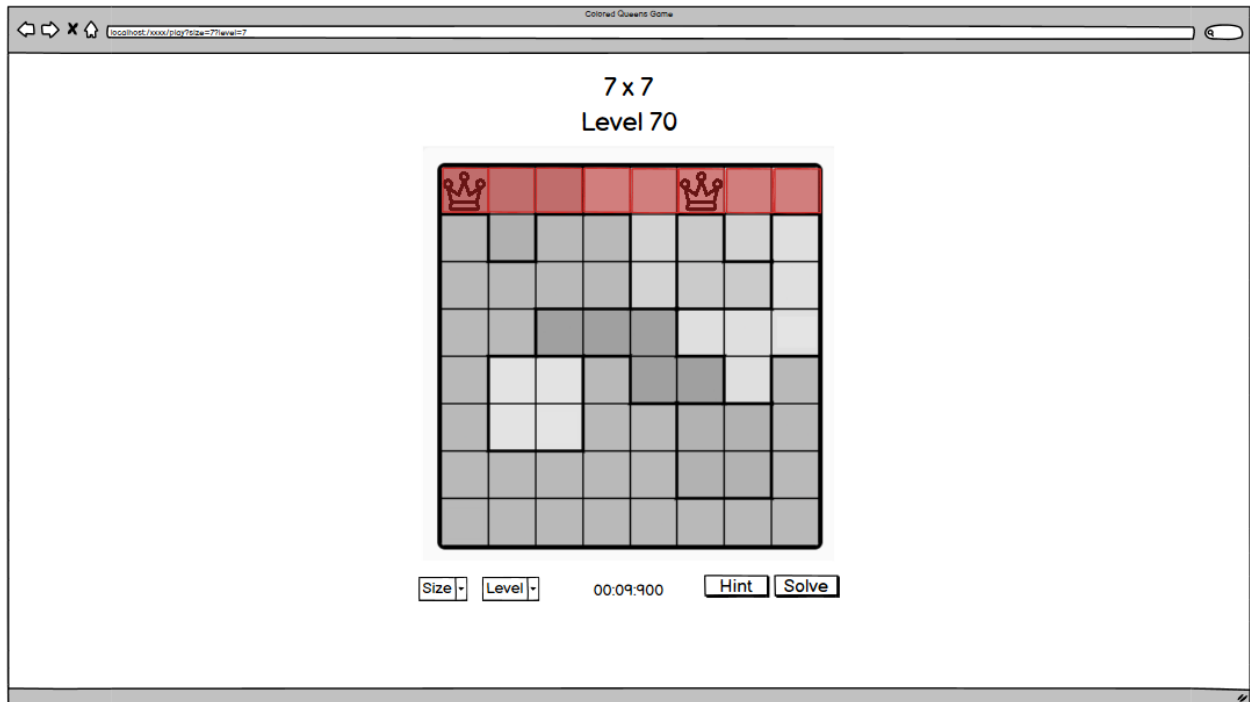 Colored Queens Game
localhost:/xxxx/play?size=7?level=7
7 x 7
Level 70
Size Level 00:09:900 Hint Solve